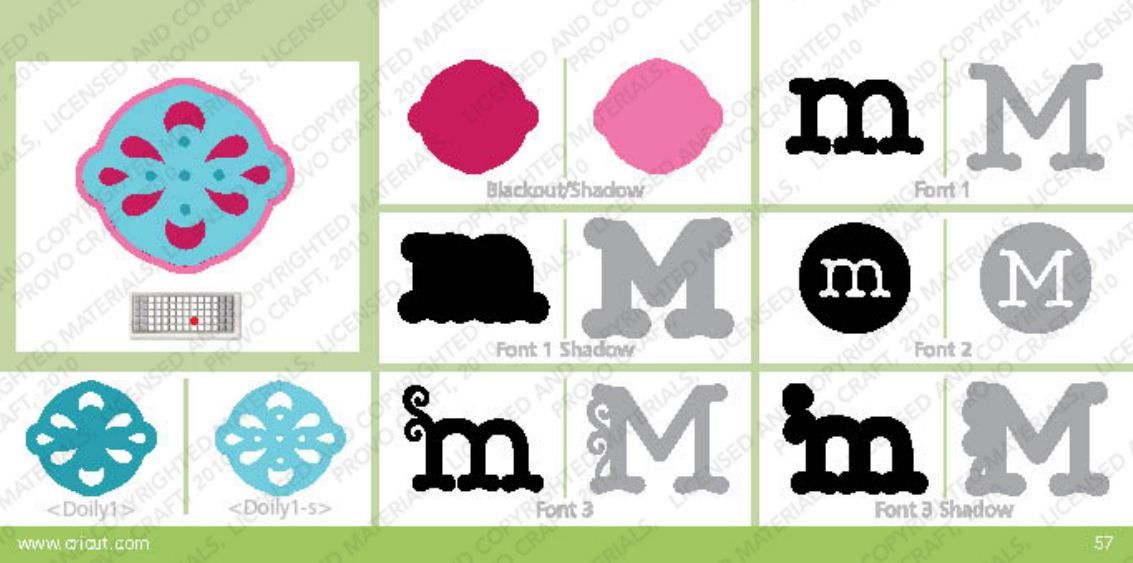 Blackout/Shadow
m M
Font 1
m M
Font 1 Shadow
m M
Font 2
<Doily1>
<Doily1-s>
m M
Font 3
m M
Font 3 Shadow
www.cricut.com
57
LICENSED AND COPYRIGHTED MATERIALS, PROVO CRAFT, 2010